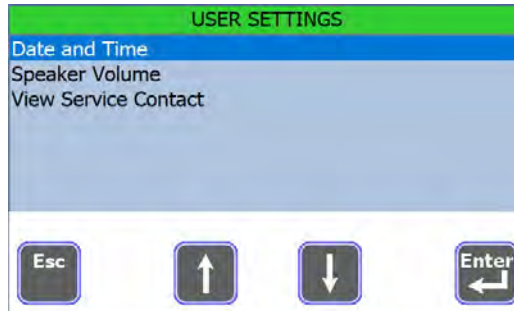 USER SETTINGS
Date and Time
Speaker Volume
View Service Contact
Esc
Enter